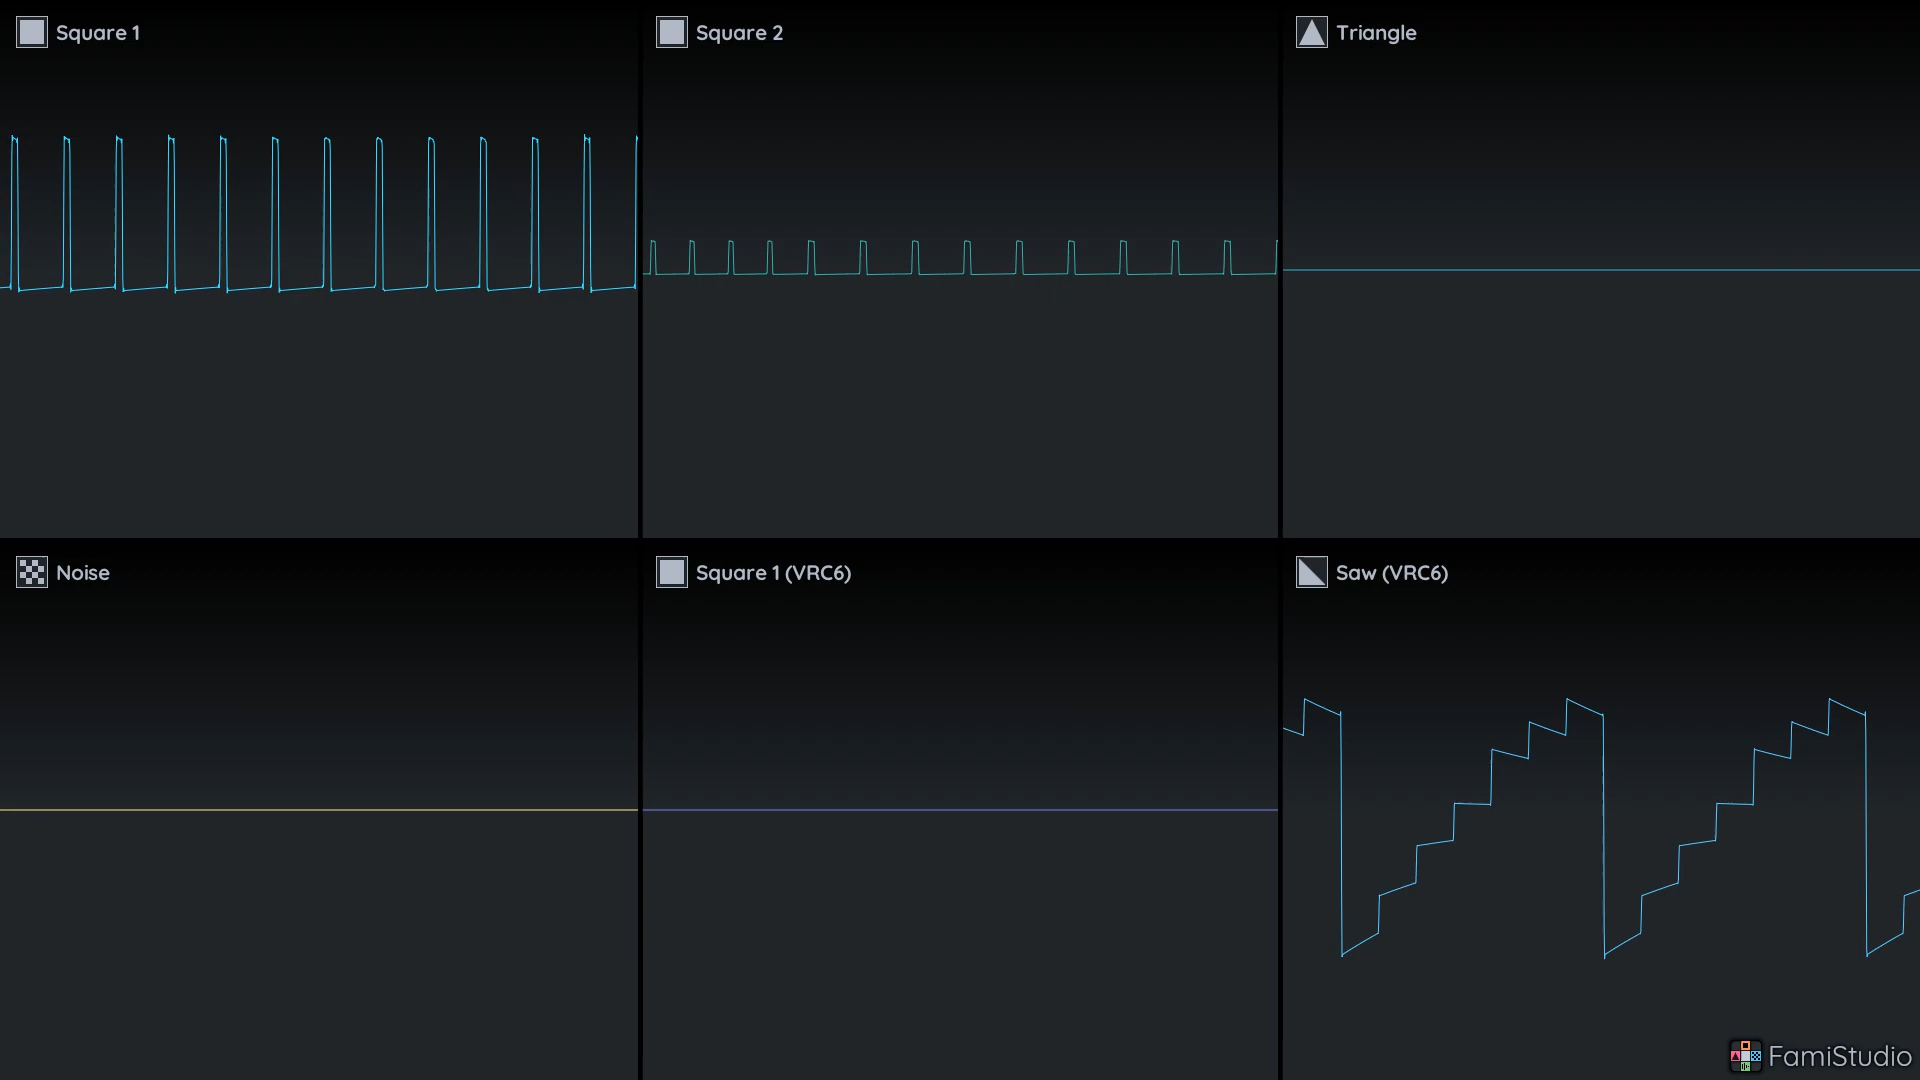 Square 1
Square 2
Triangle
Noise
Square 1 (VRC6)
Saw (VRC6)
FamiStudio